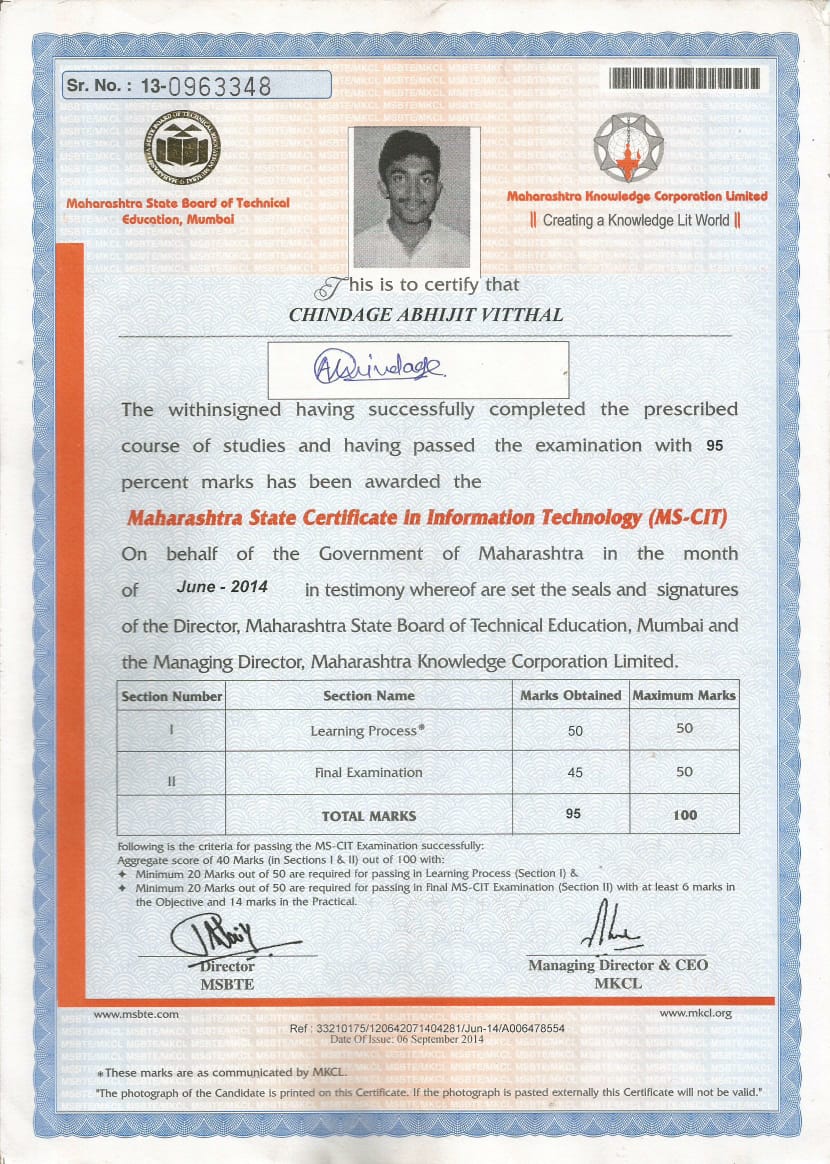 Sr. No. : 13-0963348
Maharashtra State Board of Technical
Education, Mumbai
Maharashtra Knowledge Corporation Limited
|| Creating a Knowledge Lit World ||
This is to certify that
CHINDAGE ABHIJIT VITTHAL
AChindage
The withinsigned having successfully completed the prescribed
course of studies and having passed the examination with 95
percent marks has been awarded the
Maharashtra State Certificate in Information Technology (MS-CIT)
On behalf of the Government of Maharashtra in the month
of June - 2014 in testimony whereof are set the seals and signatures
of the Director, Maharashtra State Board of Technical Education, Mumbai and
the Managing Director, Maharashtra Knowledge Corporation Limited.
Section Number Section Name Marks Obtained Maximum Marks
I Learning Process* 50 50
II Final Examination 45 50
TOTAL MARKS 95 100
Following is the criteria for passing the MS-CIT Examination successfully:
Aggregate score of 40 Marks (in Sections I & II) out of 100 with:
✦ Minimum 20 Marks out of 50 are required for passing in Learning Process (Section I) &
✦ Minimum 20 Marks out of 50 are required for passing in Final MS-CIT Examination (Section II) with at least 6 marks in
the Objective and 14 marks in the Practical.
Director
MSBTE
Managing Director & CEO
MKCL
www.msbte.com
www.mkcl.org
Ref : 33210175/120642071404281/Jun-14/A006478554
Date Of Issue: 06 September 2014
*These marks are as communicated by MKCL.
"The photograph of the Candidate is printed on this Certificate. If the photograph is pasted externally this Certificate will not be valid."